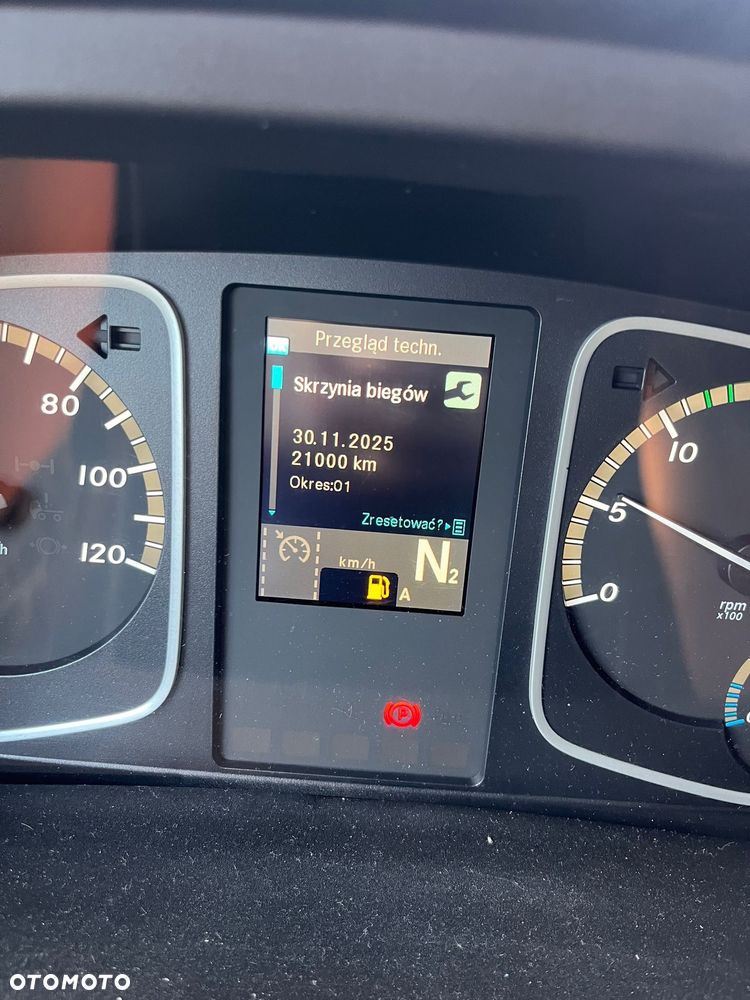 OK
Przegląd techn.
Skrzynia biegów
30.11.2025
21000 km
Okres:01
Zresetować?
km/h
N2
A
80
100
120
h
10
5
0
rpm
x100
P
OTOMOTO